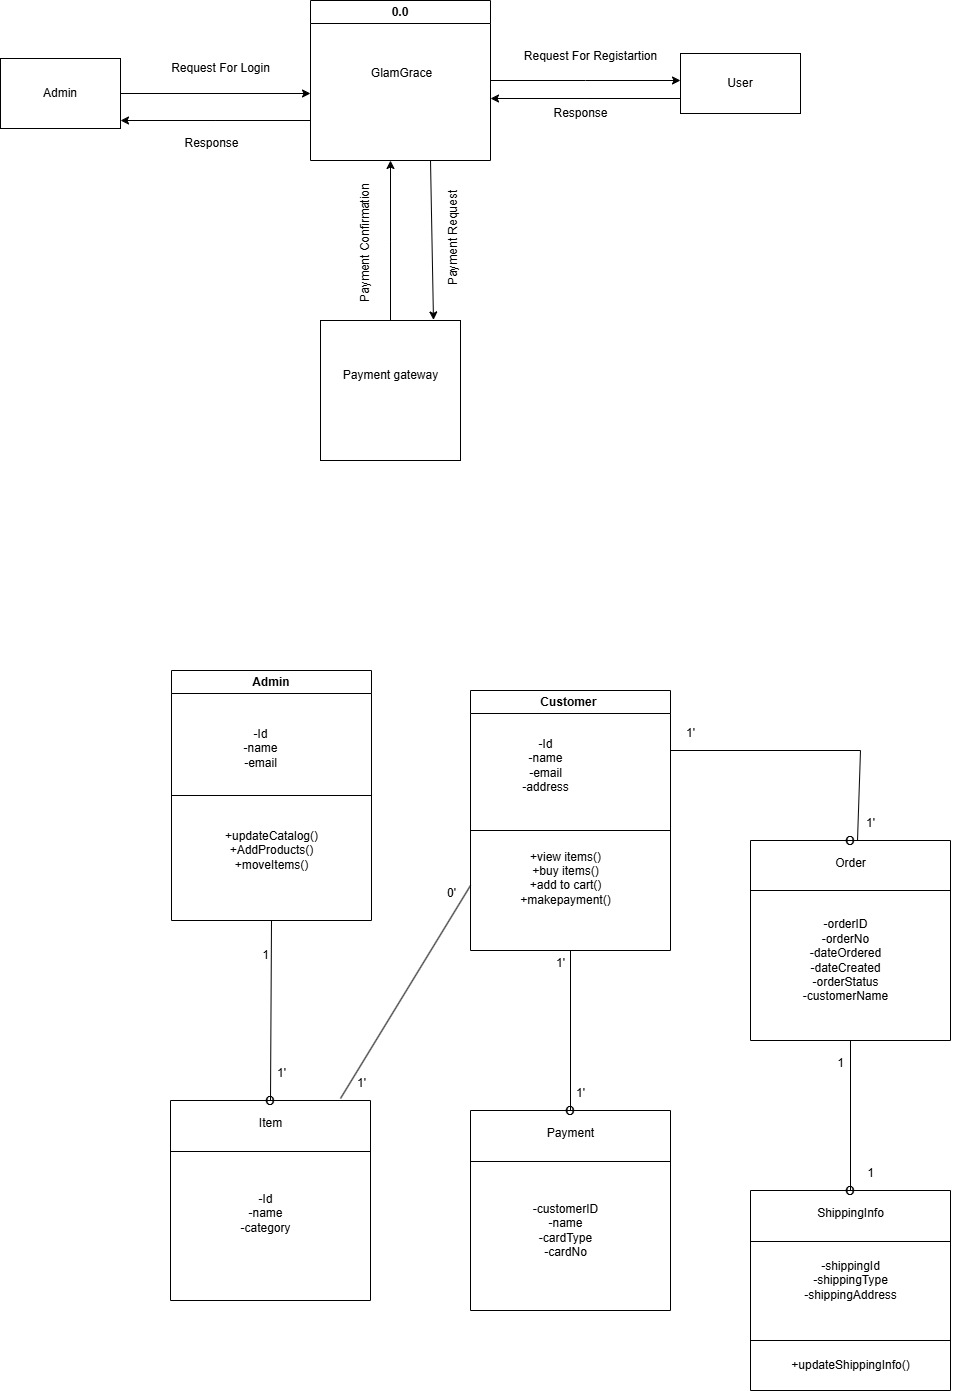 0.0
GlamGrace
Request For Login
Admin
Response
Request For Registartion
User
Response
Payment Confirmation
Payment Request
Payment gateway
Admin
-Id
-name
-email
+updateCatalog()
+AddProducts()
+moveItems()
Customer
-Id
-name
-email
-address
+view items()
+buy items()
+add to cart()
+makepayment()
1'
1'
O
Order
-orderID
-orderNo
-dateOrdered
-dateCreated
-orderStatus
-customerName
0'
1
1'
1'
1'
O
Item
-Id
-name
-category
1'
O
Payment
-customerID
-name
-cardType
-cardNo
1
1
O
ShippingInfo
-shippingId
-shippingType
-shippingAddress
+updateShippingInfo()